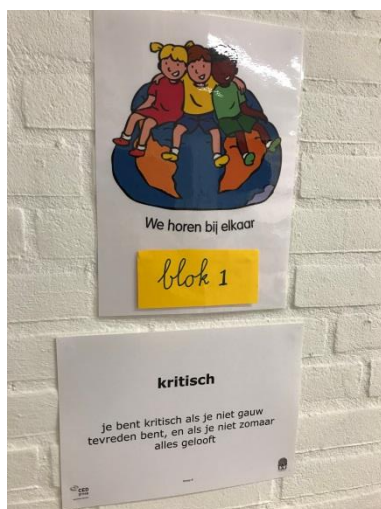 We horen bij elkaar
blok 1
kritisch
je bent kritisch als je niet gauw
tevreden bent, en als je niet zomaar
alles gelooft
CED